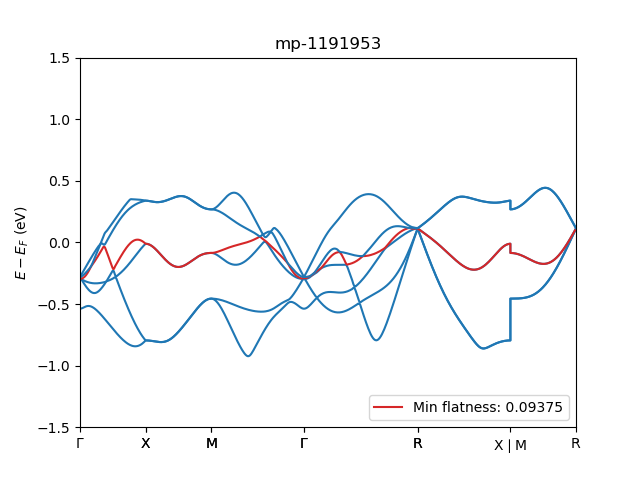 mp-1191953
E − E_F (eV)
1.5
1.0
0.5
0.0
−0.5
−1.0
−1.5
Min flatness: 0.09375
Γ X M Γ R X | M R